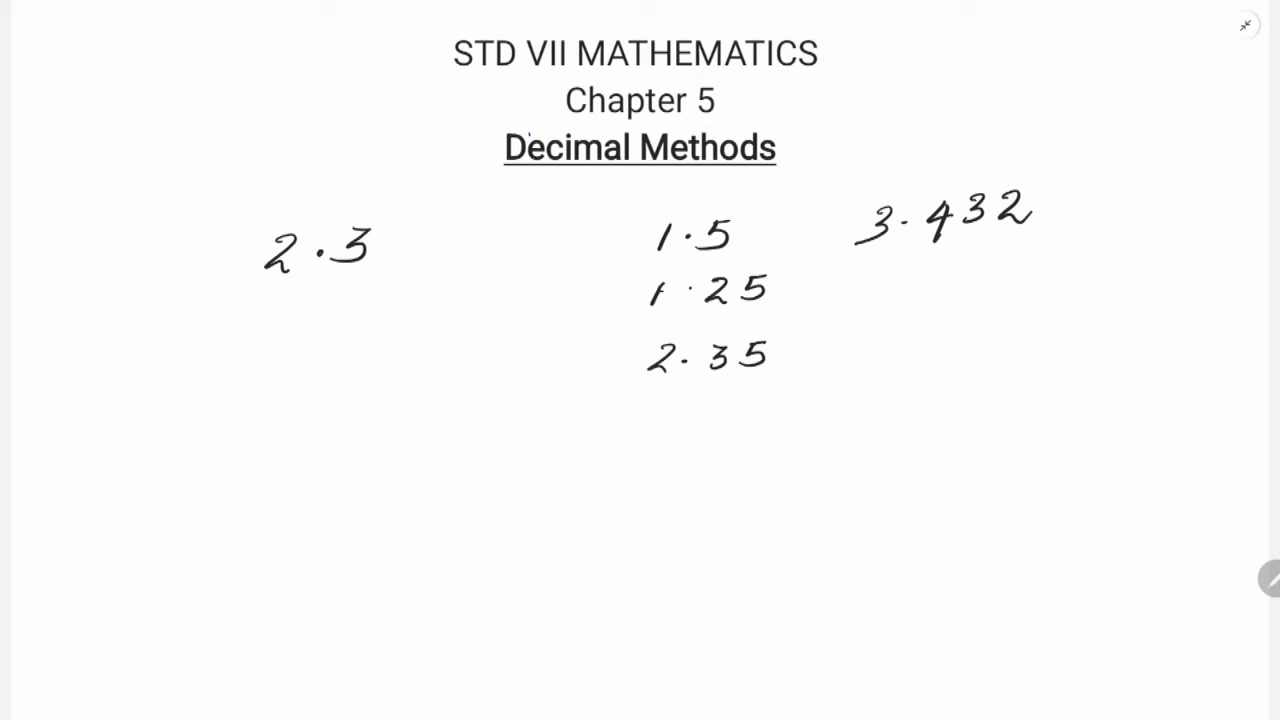 STD VII MATHEMATICS
Chapter 5
Decimal Methods
2.3
1.5
3.432
1.25
2.35